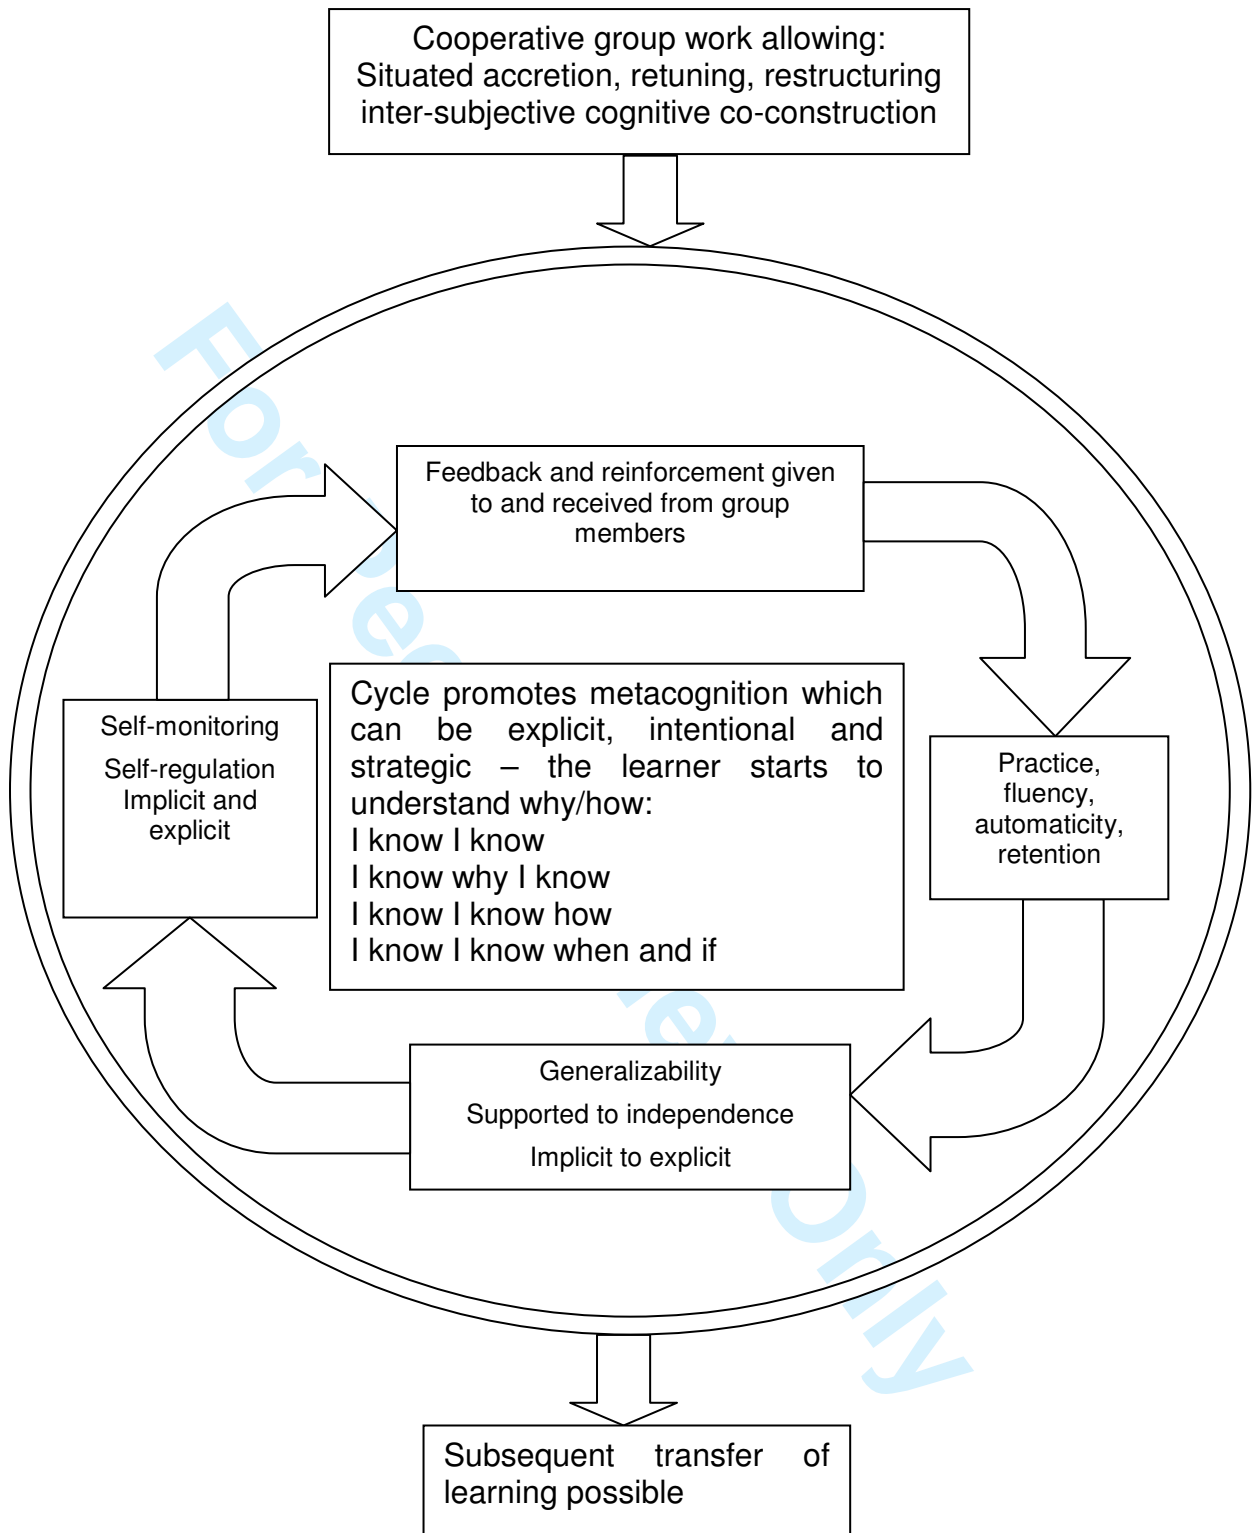 Cooperative group work allowing:
Situated accretion, retuning, restructuring
inter-subjective cognitive co-construction
Feedback and reinforcement given
to and received from group
members
Self-monitoring
Self-regulation
Implicit and
explicit
Cycle promotes metacognition which
can be explicit, intentional and
strategic – the learner starts to
understand why/how:
I know I know
I know why I know
I know I know how
I know I know when and if
Practice,
fluency,
automaticity,
retention
Generalizability
Supported to independence
Implicit to explicit
Subsequent transfer of
learning possible
For Only